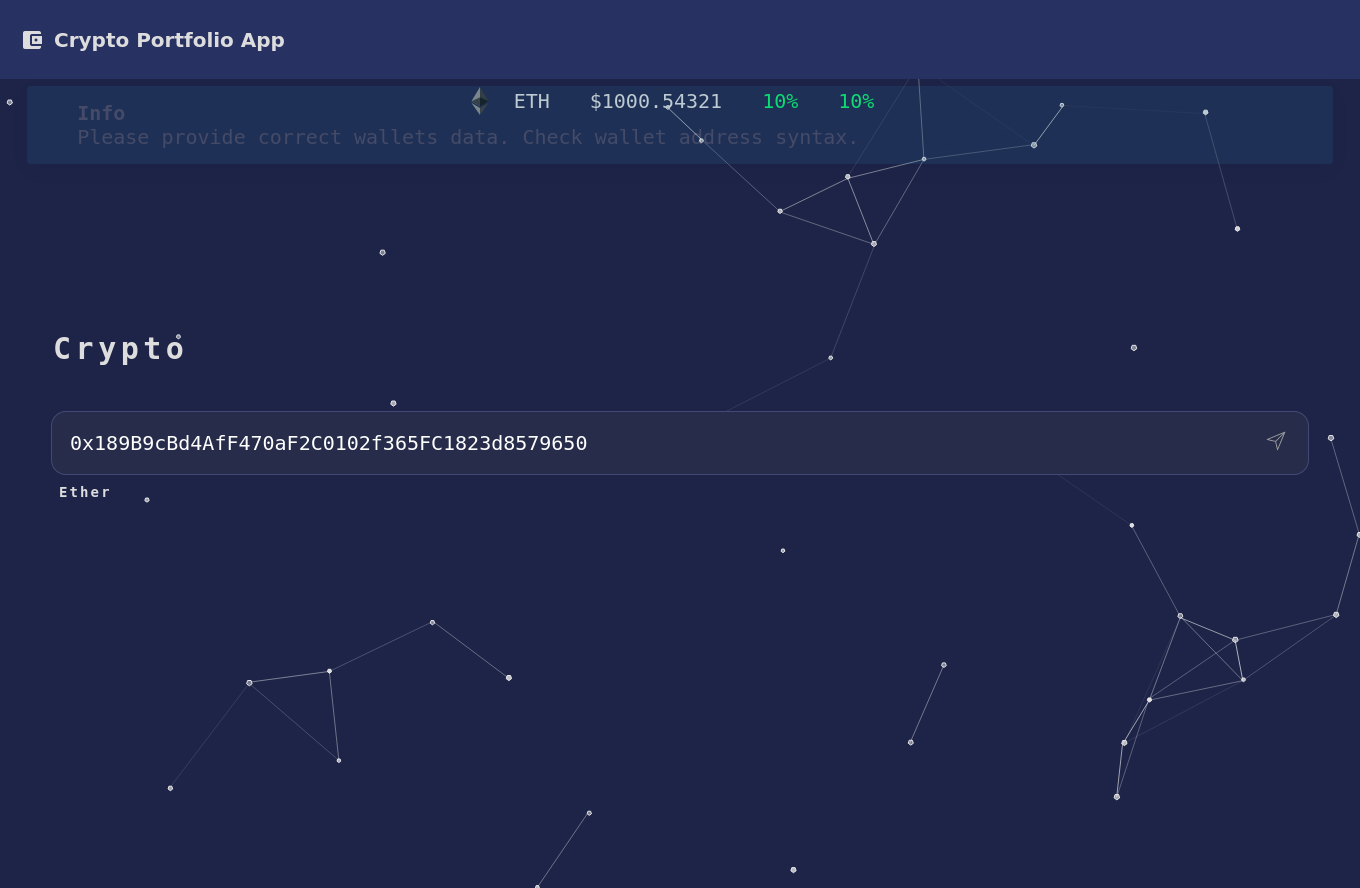 Crypto Portfolio App
ETH $1000.54321 10% 10%
Info
Please provide correct wallets data. Check wallet address syntax.
Crypto
0x189B9cBd4AfF470aF2C0102f365FC1823d8579650
Ether